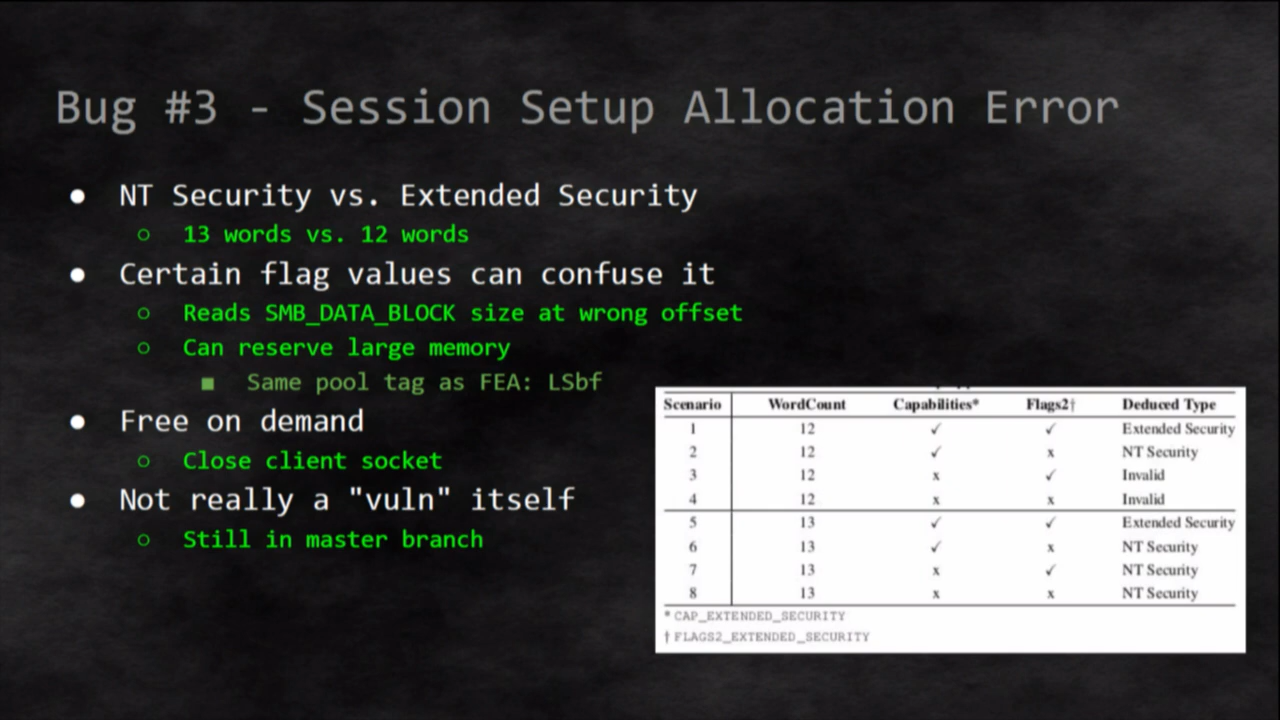 Bug #3 - Session Setup Allocation Error
● NT Security vs. Extended Security
○ 13 words vs. 12 words
● Certain flag values can confuse it
○ Reads SMB_DATA_BLOCK size at wrong offset
○ Can reserve large memory
■ Same pool tag as FEA: LSbf
● Free on demand
○ Close client socket
● Not really a "vuln" itself
○ Still in master branch
Scenario WordCount Capabilities* Flags2† Deduced Type
1 12 ✓ ✓ Extended Security
2 12 ✓ x NT Security
3 12 x ✓ Invalid
4 12 x x Invalid
5 13 ✓ ✓ Extended Security
6 13 ✓ x NT Security
7 13 x ✓ NT Security
8 13 x x NT Security
* CAP_EXTENDED_SECURITY
† FLAGS2_EXTENDED_SECURITY